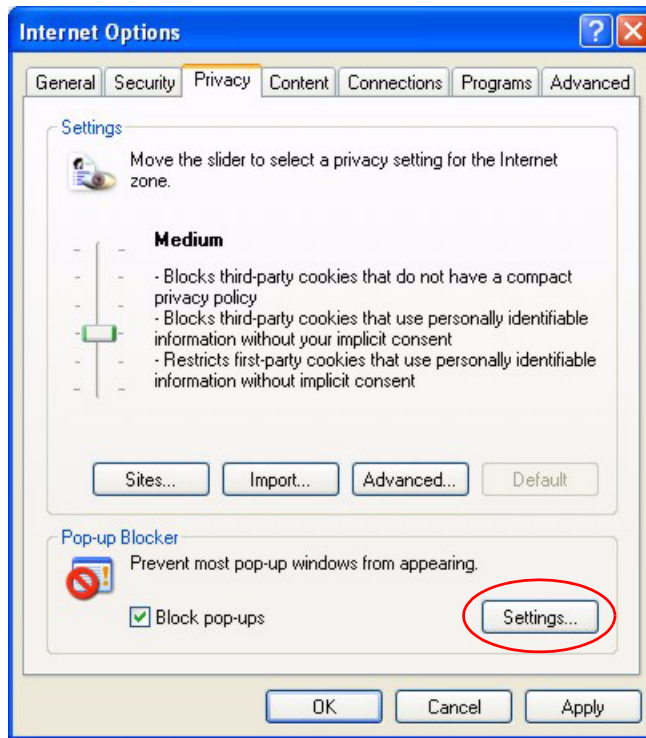 Internet Options
General Security Privacy Content Connections Programs Advanced
Settings
Move the slider to select a privacy setting for the Internet
zone.
Medium
- Blocks third-party cookies that do not have a compact
privacy policy
- Blocks third-party cookies that use personally identifiable
information without your implicit consent
- Restricts first-party cookies that use personally identifiable
information without implicit consent
Sites... Import... Advanced... Default
Pop-up Blocker
Prevent most pop-up windows from appearing.
Block pop-ups Settings...
OK Cancel Apply